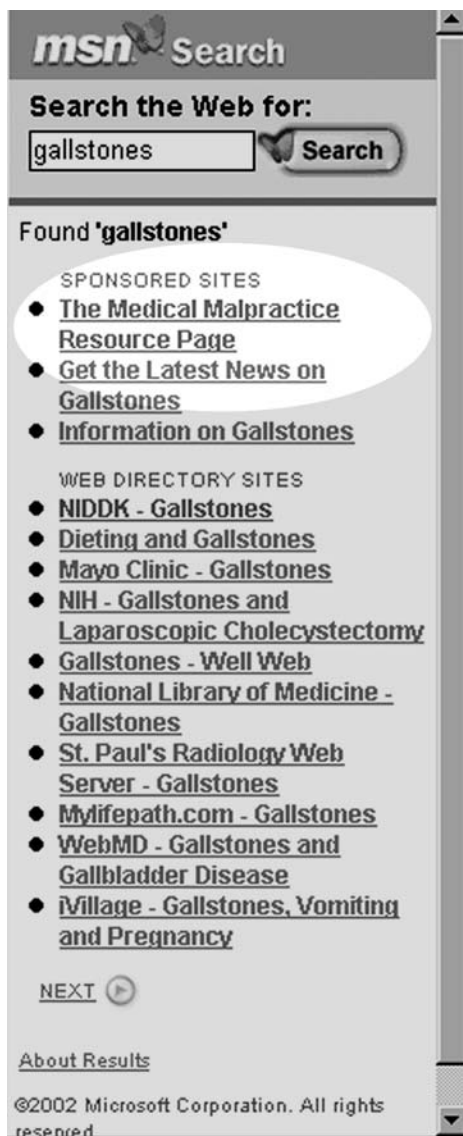 msn Search
Search the Web for:
gallstones Search
Found 'gallstones'
SPONSORED SITES
The Medical Malpractice
Resource Page
Get the Latest News on
Gallstones
Information on Gallstones
WEB DIRECTORY SITES
NIDDK - Gallstones
Dieting and Gallstones
Mayo Clinic - Gallstones
NIH - Gallstones and
Laparoscopic Cholecystectomy
Gallstones - Well Web
National Library of Medicine -
Gallstones
St. Paul's Radiology Web
Server - Gallstones
Mylifepath.com - Gallstones
WebMD - Gallstones and
Gallbladder Disease
iVillage - Gallstones, Vomiting
and Pregnancy
NEXT
About Results
©2002 Microsoft Corporation. All rights
reserved